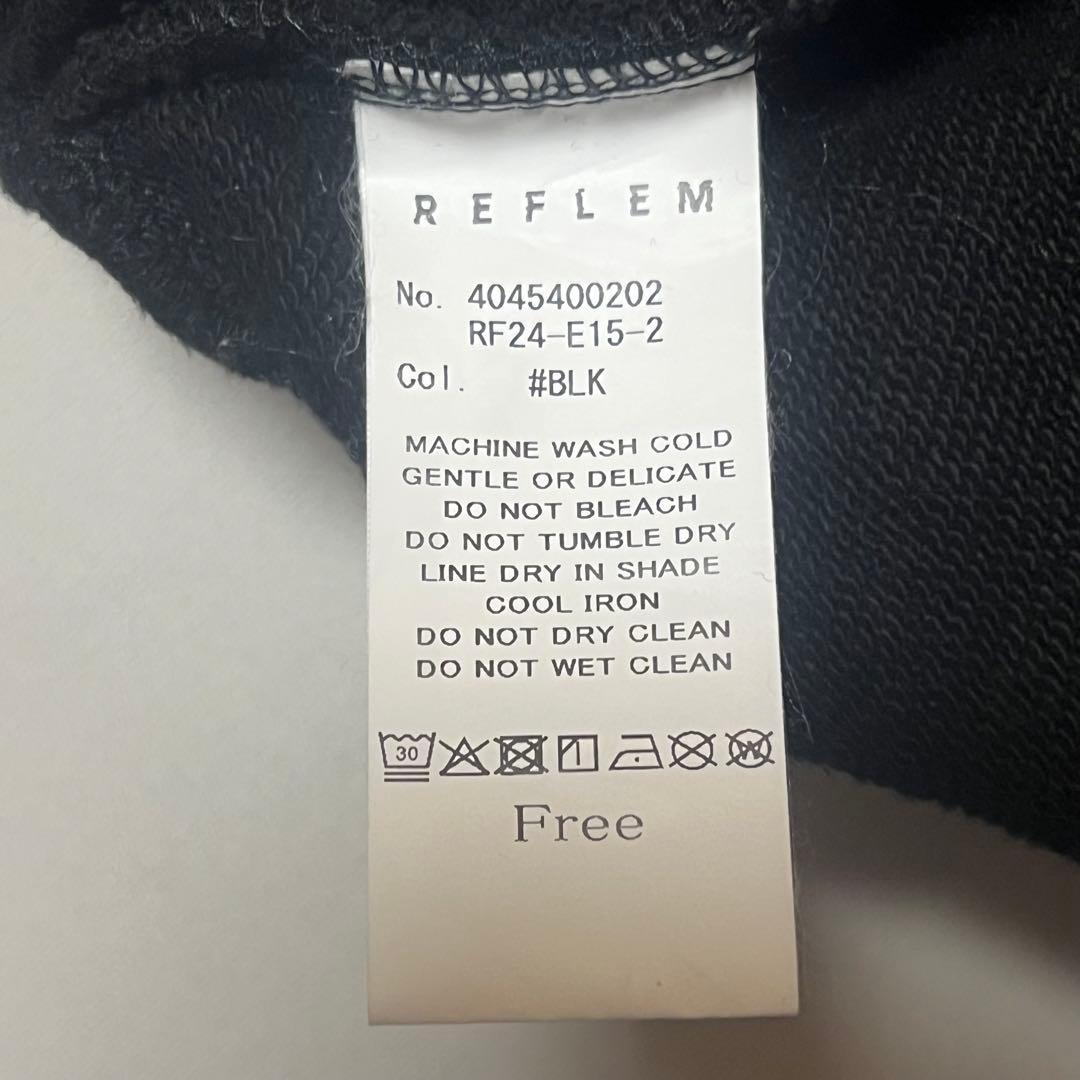 REFLEM
No. 4045400202
RF24-E15-2
Col. #BLK
MACHINE WASH COLD
GENTLE OR DELICATE
DO NOT BLEACH
DO NOT TUMBLE DRY
LINE DRY IN SHADE
COOL IRON
DO NOT DRY CLEAN
DO NOT WET CLEAN
30 W
Free